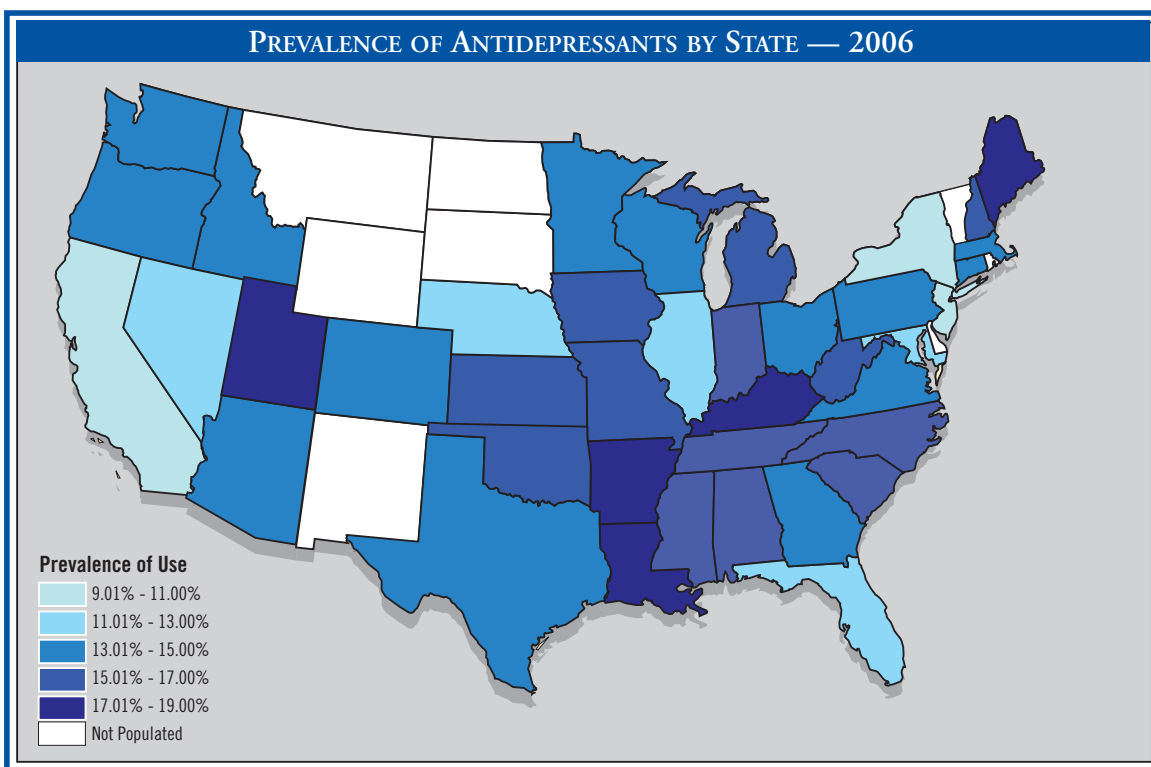 PREVALENCE OF ANTIDEPRESSANTS BY STATE — 2006
Prevalence of Use
9.01% - 11.00%
11.01% - 13.00%
13.01% - 15.00%
15.01% - 17.00%
17.01% - 19.00%
Not Populated